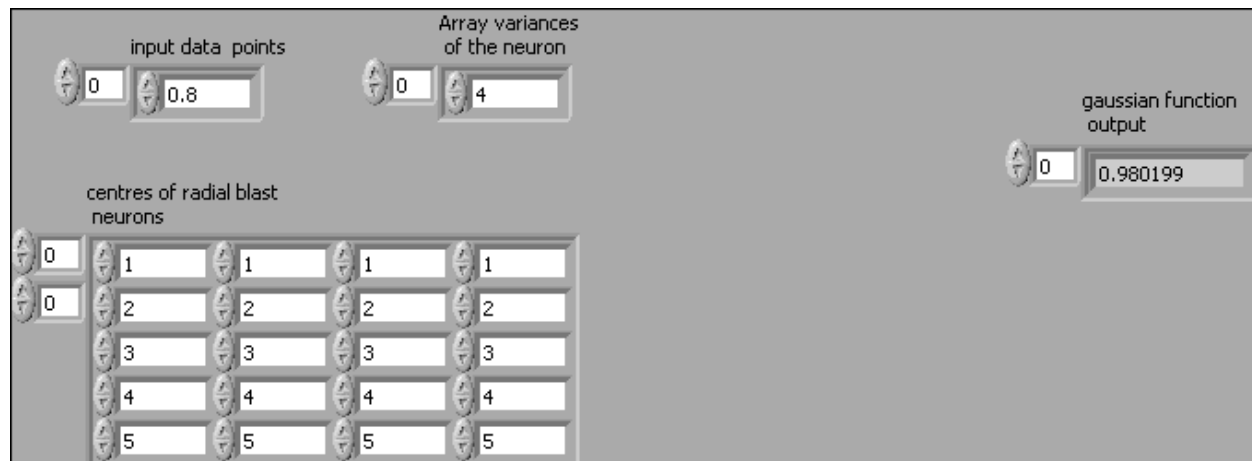 Array variances
of the neuron
input data  points
0
0.8
0
4
gaussian function
output
0
0.980199
centres of radial blast
neurons
0
1 1 1 1
0
2 2 2 2
3 3 3 3
4 4 4 4
5 5 5 5